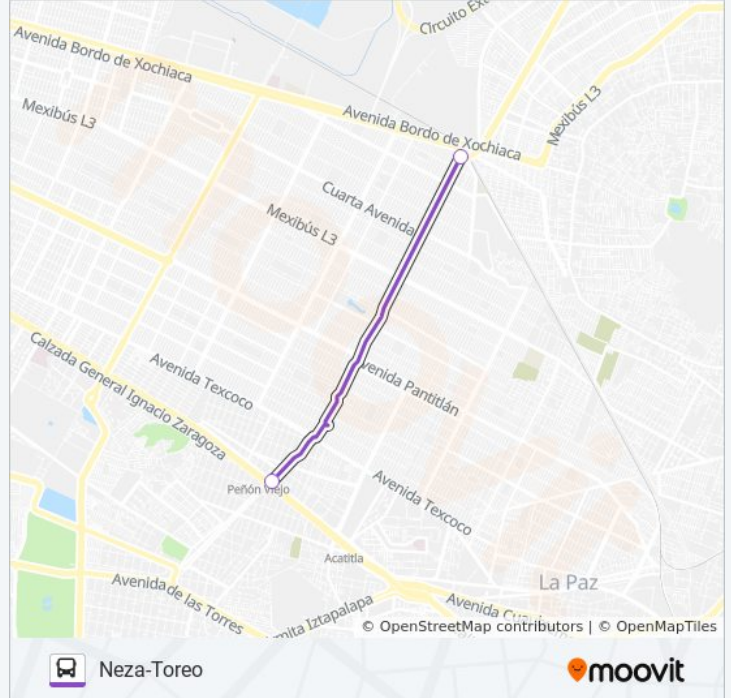 Circuito Ex
Avenida Bordo de Xochiaca
Mexibús L3
Avenida Bordo de Xochiaca
Mexibús L3
Cuarta Avenida
Mexibús L3
Calzada General Ignacio Zaragoza
Avenida Texcoco
Avenida Pantitlán
Peñón Viejo
Avenida Texcoco
Acatitla
La Paz
Avenida de las Torres
mita Iztapalapa
Avenida Cu
© OpenStreetMap contributors | © OpenMapTiles
Neza-Toreo
moovit